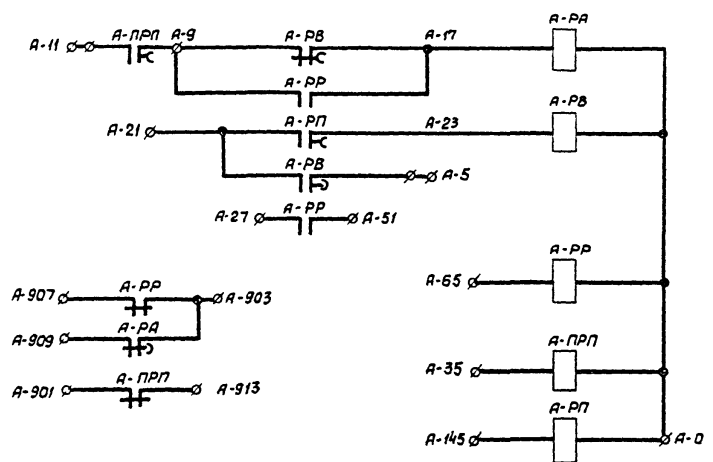 А-РА
А-11 А-ПРП А-9 А-РВ А-17
А-РР
А-21 А-РП А-23 А-РВ
А-РВ А-5
А-27 А-РР А-51
А-РР
А-907 А-РР А-903 А-65
А-909 А-РА
А-ПРП
А-35
А-901 А-ПРП А-913
А-РП
А-145 А-0